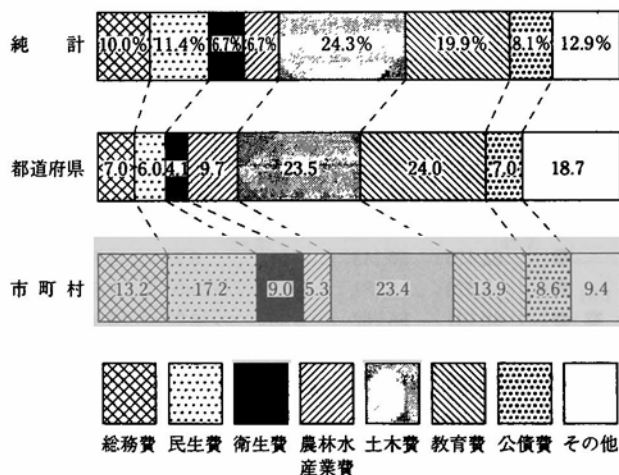 純計 10.0% 11.4% 6.7% 6.7% 24.3% 19.9% 8.1% 12.9%
都道府県 7.0 6.0 4.1 9.7 23.5 24.0 7.0 18.7
市町村 13.2 17.2 9.0 5.3 23.4 13.9 8.6 9.4
総務費 民生費 衛生費 農林水産業費 土木費 教育費 公債費 その他